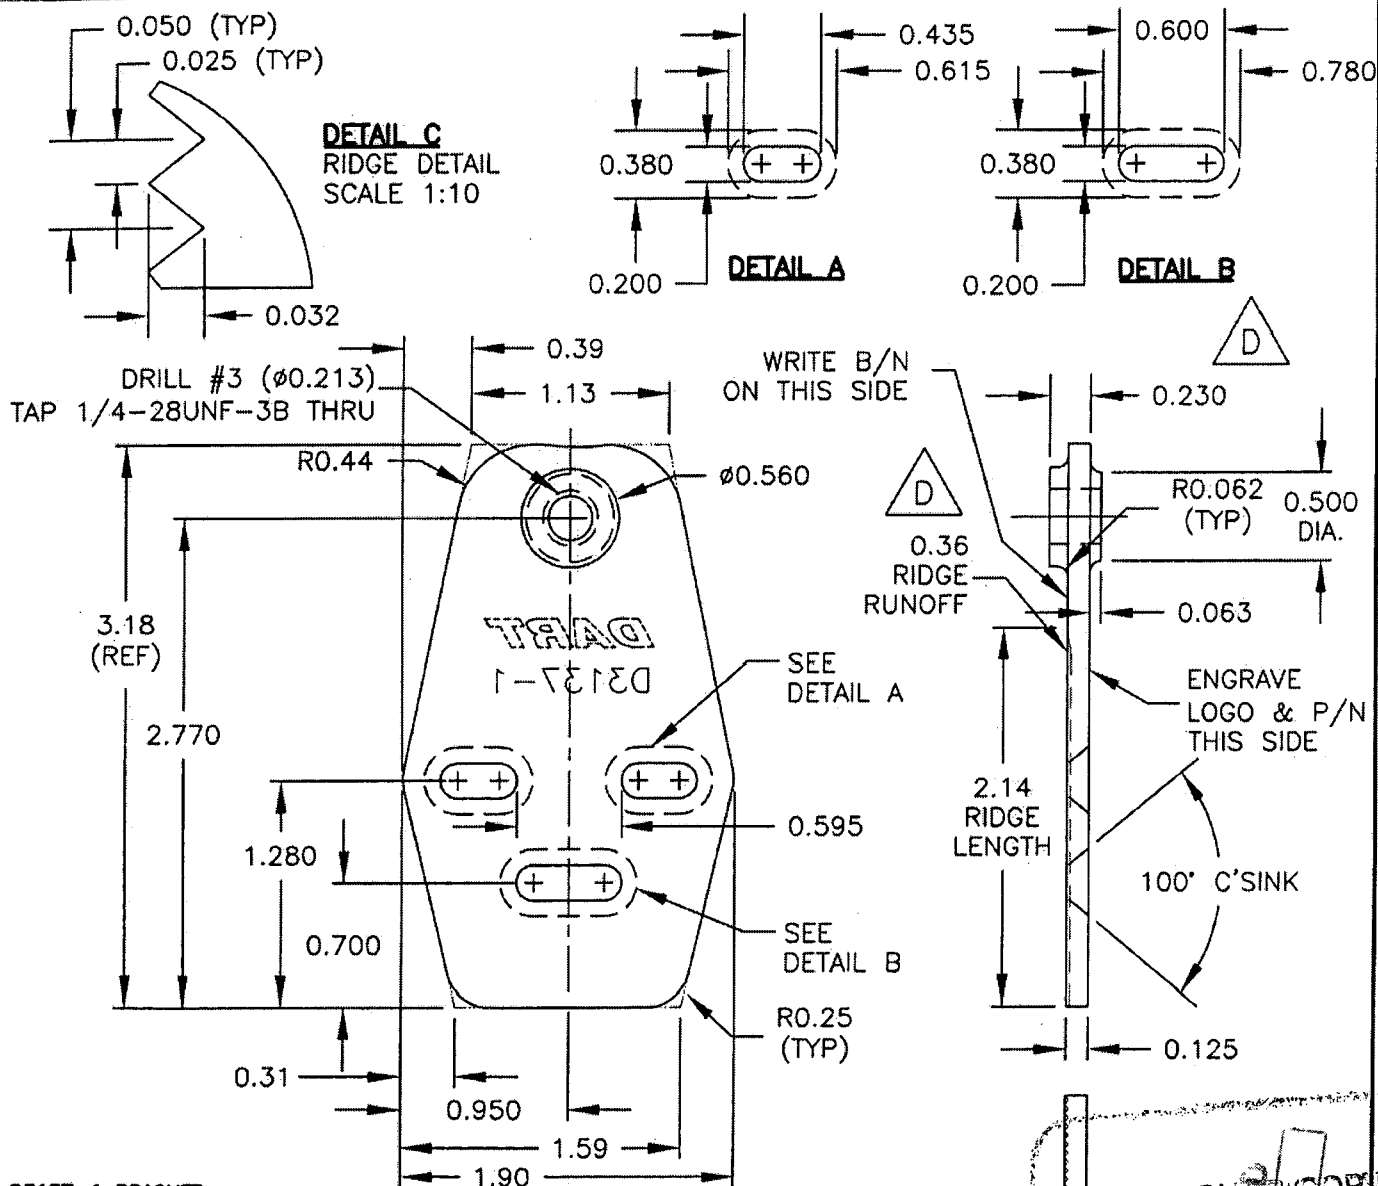 0.050 (TYP)
0.025 (TYP)
DETAIL C
RIDGE DETAIL
SCALE 1:10
0.032
0.435
0.615
0.380
0.200
DETAIL A
0.600
0.780
0.380
0.200
DETAIL B
D
0.39
DRILL #3 (ø0.213)
TAP 1/4-28UNF-3B THRU
1.13
R0.44
ø0.560
3.18
(REF)
2.770
DART
D3137-1
SEE
DETAIL A
0.595
1.280
0.700
SEE
DETAIL B
R0.25
(TYP)
0.31
0.950
1.59
1.90
WRITE B/N
ON THIS SIDE
0.230
D
R0.062
(TYP)
0.500
DIA.
0.36
RIDGE
RUNOFF
0.063
ENGRAVE
LOGO & P/N
THIS SIDE
2.14
RIDGE
LENGTH
100° C'SINK
0.125